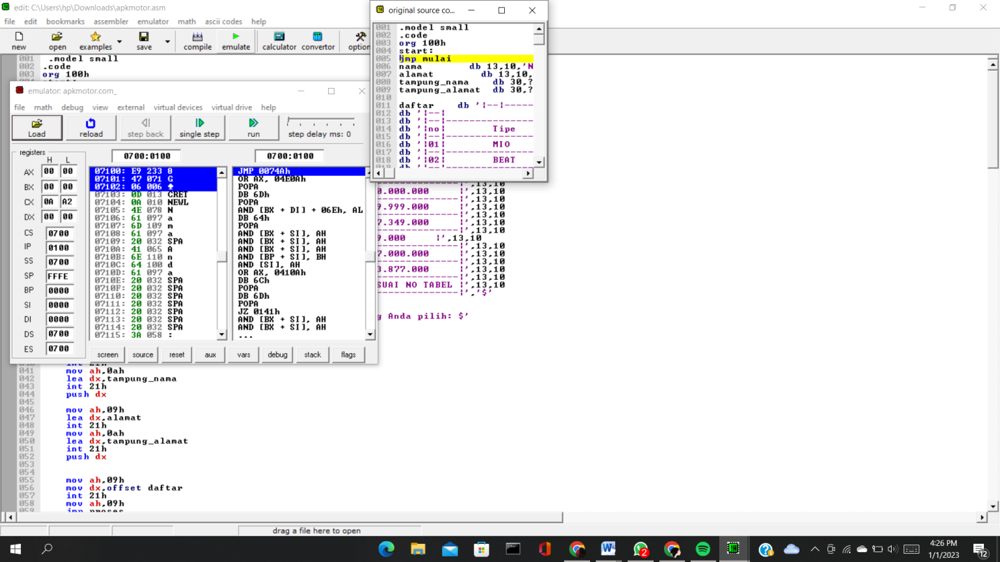 edit: C:\Users\hp\Downloads\apkmotor.asm
file edit bookmarks assembler emulator math ascii codes help
new open examples save compile emulate calculator convertor option
001 .model small
002 .code
003 org 100h
original source co...
001 .model small
002 .code
003 org 100h
004 start:
005 jmp mulai
006 nama db 13,10,'N
007 alamat db 13,10,
008 tampung_nama db 30,?
009 tampung_alamat db 30,?
010
011 daftar db '¦--¦-----
012 db '¦--¦
013 db '¦--¦-----------------
014 db '¦no¦ Tipe
015 db '¦--¦-----------------
016 db '¦01¦ MIO
017 db '¦--¦-----------------
018 db '¦02¦ BEAT
emulator: apkmotor.com_
file math debug view external virtual devices virtual drive help
Load reload step back single step run step delay ms: 0
registers
H L
AX 00 00
BX 00 00
CX 0A A2
DX 00 00
CS 0700
IP 0100
SS 0700
SP FFFE
BP 0000
SI 0000
DI 0000
DS 0700
ES 0700
0700:0100
07100: E9 233 θ
07101: 47 071 G
07102: 06 006 ♠
07103: 0D 013 CRET
07104: 0A 010 NEWL
07105: 4E 078 N
07106: 61 097 a
07107: 6D 109 m
07108: 61 097 a
07109: 20 032 SPA
0710A: 41 065 A
0710B: 6E 110 n
0710C: 64 100 d
0710D: 61 097 a
0710E: 20 032 SPA
0710F: 20 032 SPA
07110: 20 032 SPA
07111: 20 032 SPA
07112: 20 032 SPA
07113: 20 032 SPA
07114: 20 032 SPA
07115: 3A 058 :
0700:0100
JMP 0074Ah
OR AX, 04E0Ah
POPA
DB 6Dh
POPA
AND [BX + DI] + 06Eh, AL
DB 64h
POPA
AND [BX + SI], AH
AND [BX + SI], AH
AND [BX + SI], AH
AND [BP + SI], BH
AND [SI], AH
OR AX, 0410Ah
DB 6Ch
POPA
DB 6Dh
POPA
JZ 0141h
AND [BX + SI], AH
AND [BX + SI], AH
...
screen source reset aux vars debug stack flags
---------------¦',13,10
0.000.000 ¦',13,10
---------------¦',13,10
9.999.000 ¦',13,10
---------------¦',13,10
7.349.000 ¦',13,10
---------------¦',13,10
9.000 ¦',13,10
---------------¦',13,10
7.000.000 ¦',13,10
---------------¦',13,10
3.877.000 ¦',13,10
---------------¦',13,10
SUAI NO TABEL ¦',13,10
---------------¦','$'
g Anda pilih: $'
040 int 21h
041 mov ah,0ah
042 lea dx,tampung_nama
043 int 21h
044 push dx
045
046 mov ah,09h
047 lea dx,alamat
048 int 21h
049 mov ah,0ah
050 lea dx,tampung_alamat
051 int 21h
052 push dx
053
054
055 mov ah,09h
056 mov dx,offset daftar
057 int 21h
058 mov ah,09h
059 jmp proses
drag a file here to open
2
4:26 PM
1/1/2023
12